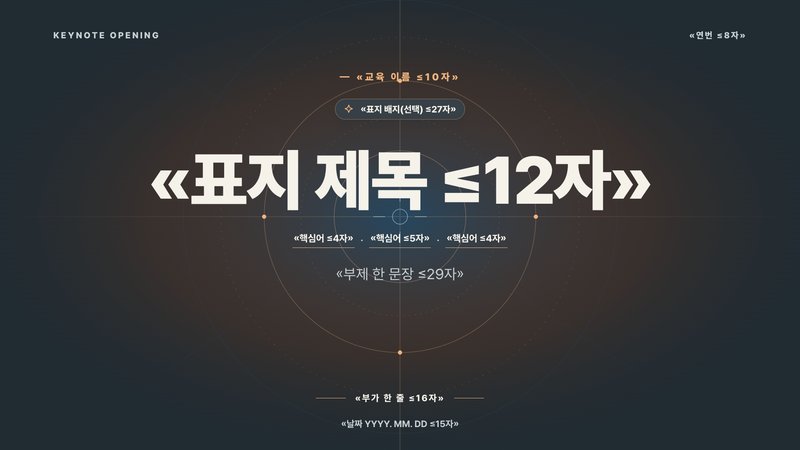 KEYNOTE OPENING
«연번 ≤8자»
— «교육 이름 ≤10자»
«표지 배지(선택) ≤27자»
«표지 제목 ≤12자»
«핵심어 ≤4자» · «핵심어 ≤5자» · «핵심어 ≤4자»
«부제 한 문장 ≤29자»
«부가 한 줄 ≤16자»
«날짜 YYYY. MM. DD ≤15자»